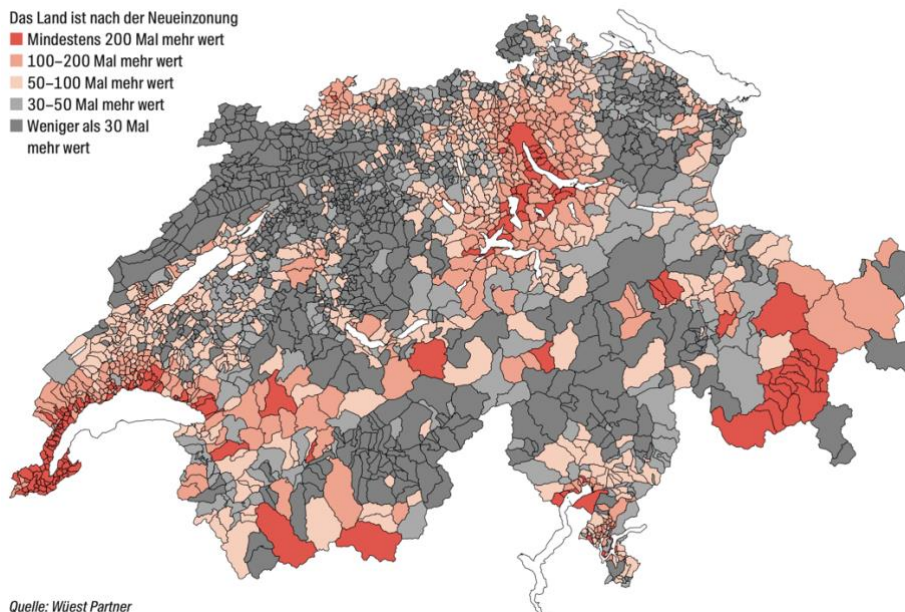 Das Land ist nach der Neueinzonung
Mindestens 200 Mal mehr wert
100–200 Mal mehr wert
50–100 Mal mehr wert
30–50 Mal mehr wert
Weniger als 30 Mal
mehr wert
Quelle: Wüest Partner